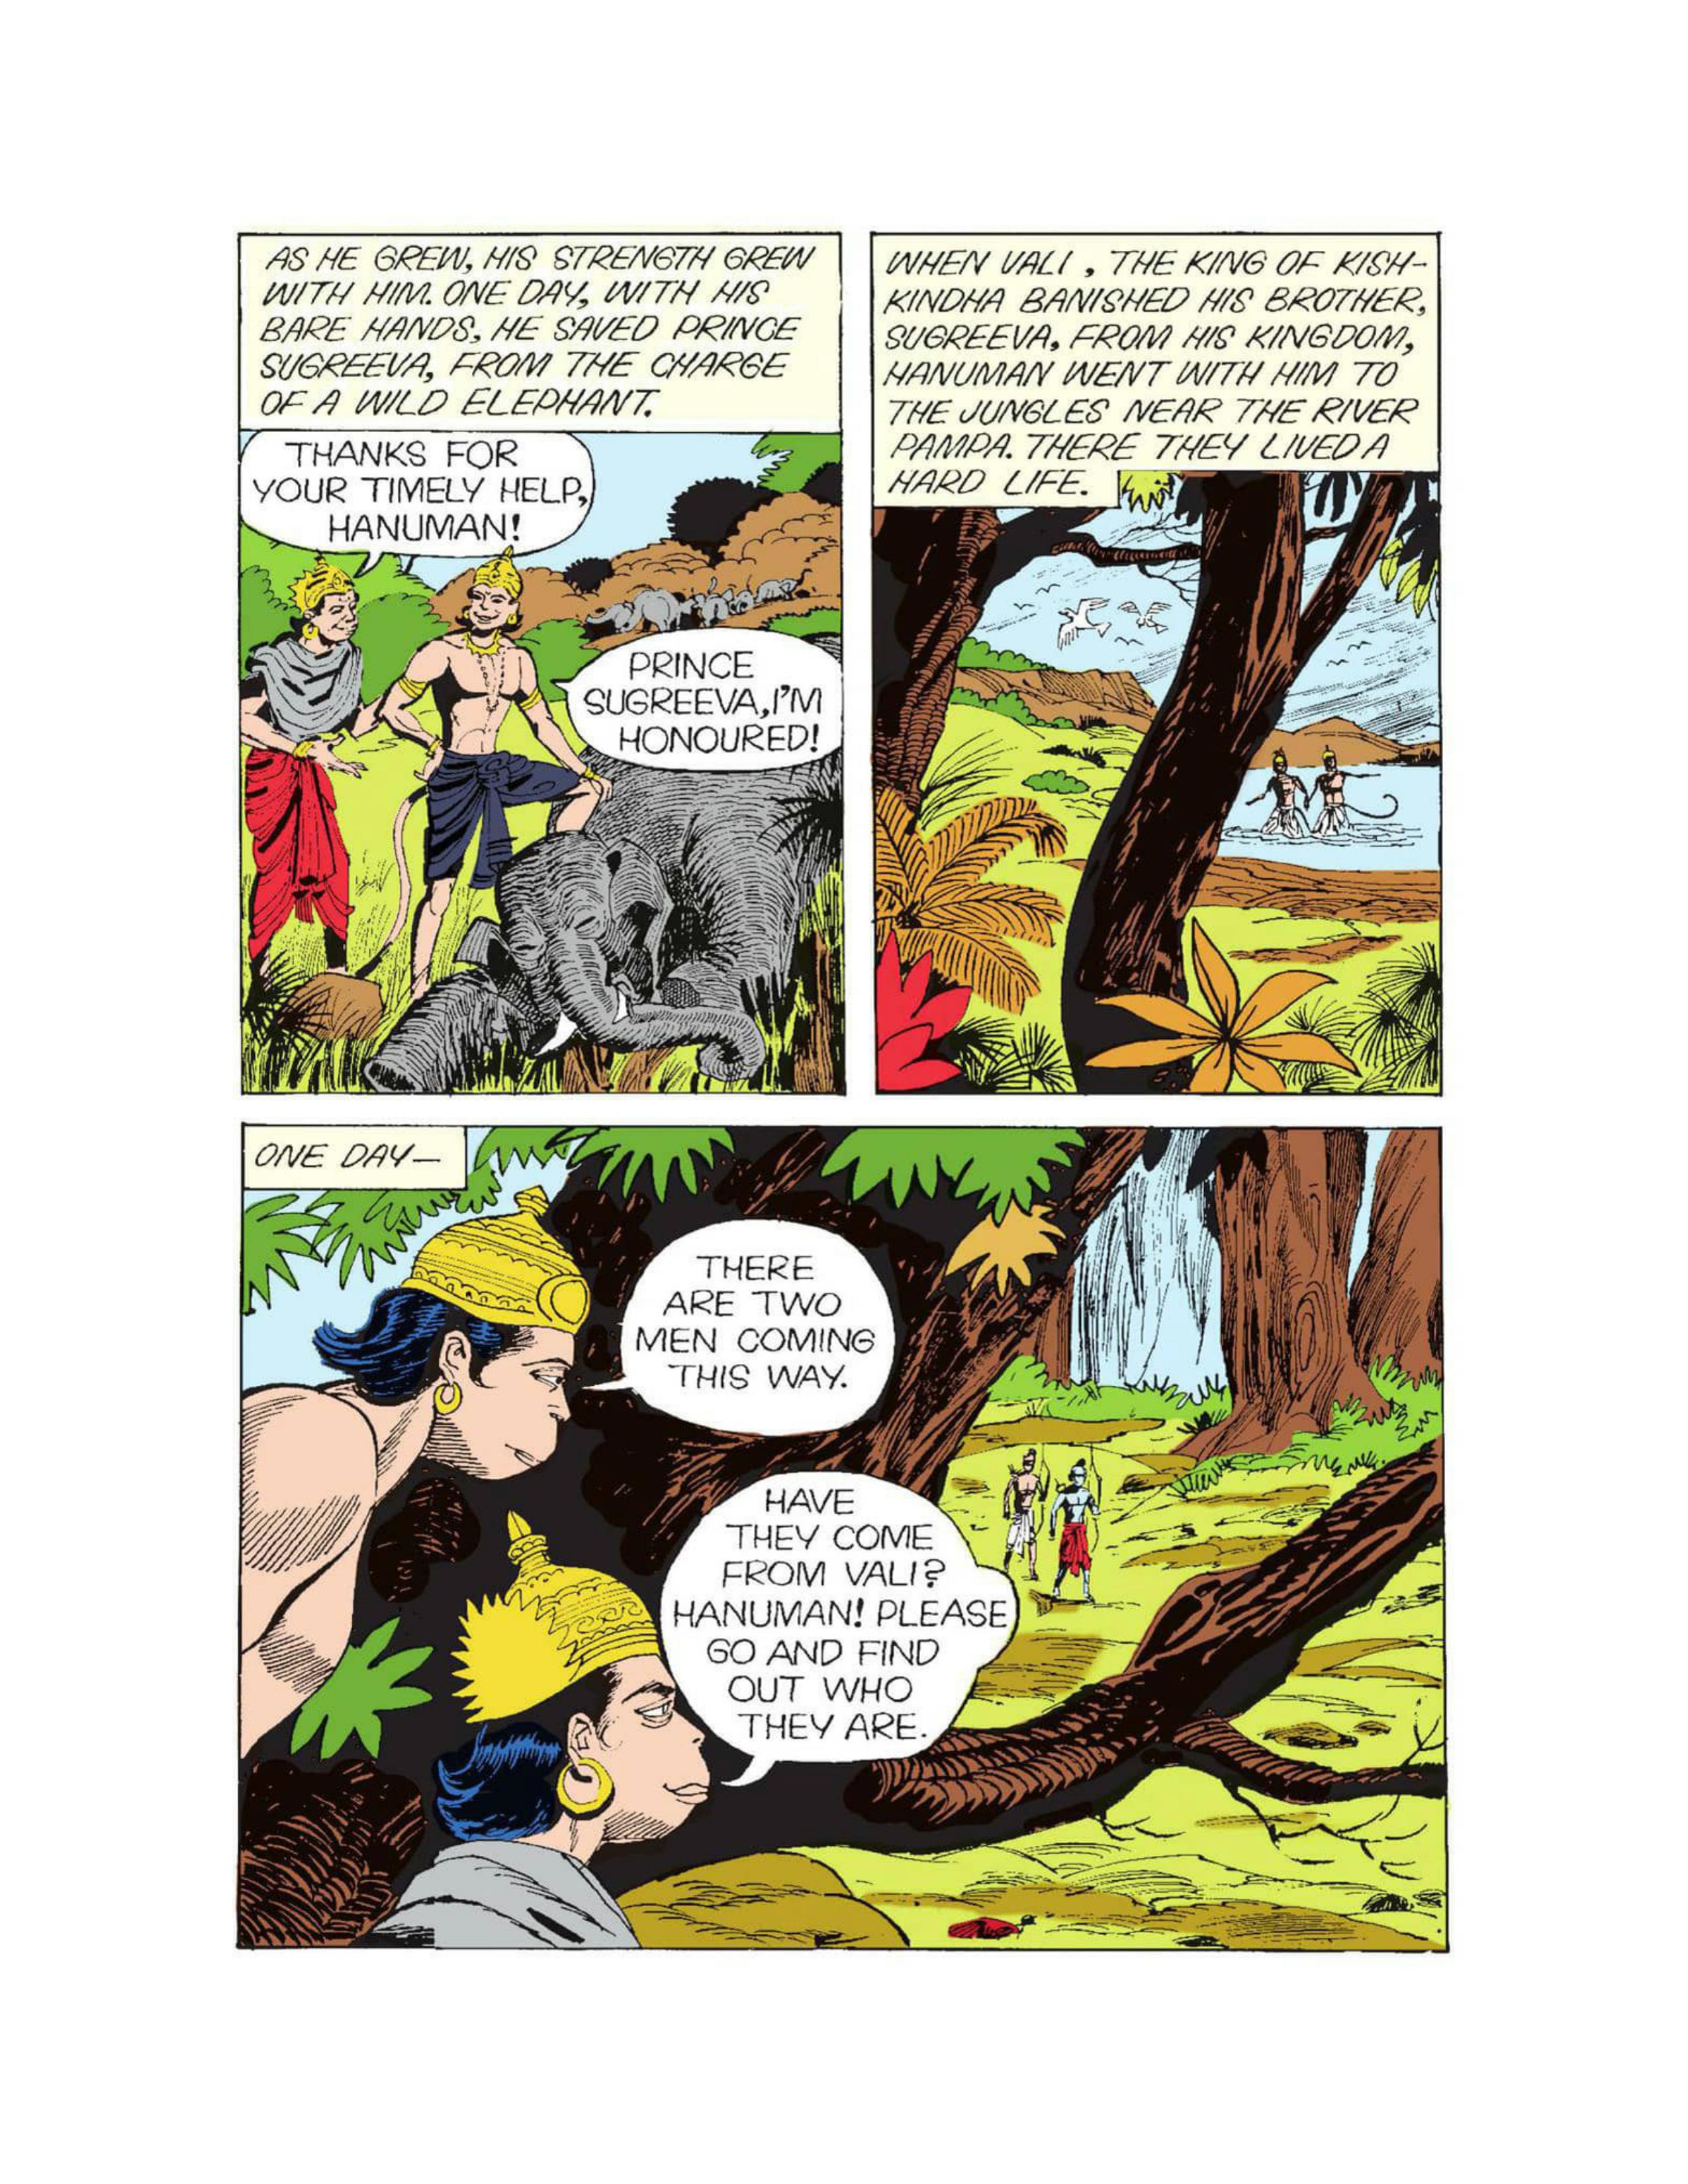 AS HE GREW, HIS STRENGTH GREW
WITH HIM. ONE DAY, WITH HIS
BARE HANDS, HE SAVED PRINCE
SUGREEVA, FROM THE CHARGE
OF A WILD ELEPHANT.
THANKS FOR
YOUR TIMELY HELP,
HANUMAN!
PRINCE
SUGREEVA, I'M
HONOURED!
WHEN VALI, THE KING OF KISH-
KINDHA BANISHED HIS BROTHER,
SUGREEVA, FROM HIS KINGDOM,
HANUMAN WENT WITH HIM TO
THE JUNGLES NEAR THE RIVER
PAMPA. THERE THEY LIVED A
HARD LIFE.
ONE DAY—
THERE
ARE TWO
MEN COMING
THIS WAY.
HAVE
THEY COME
FROM VALI?
HANUMAN! PLEASE
GO AND FIND
OUT WHO
THEY ARE.